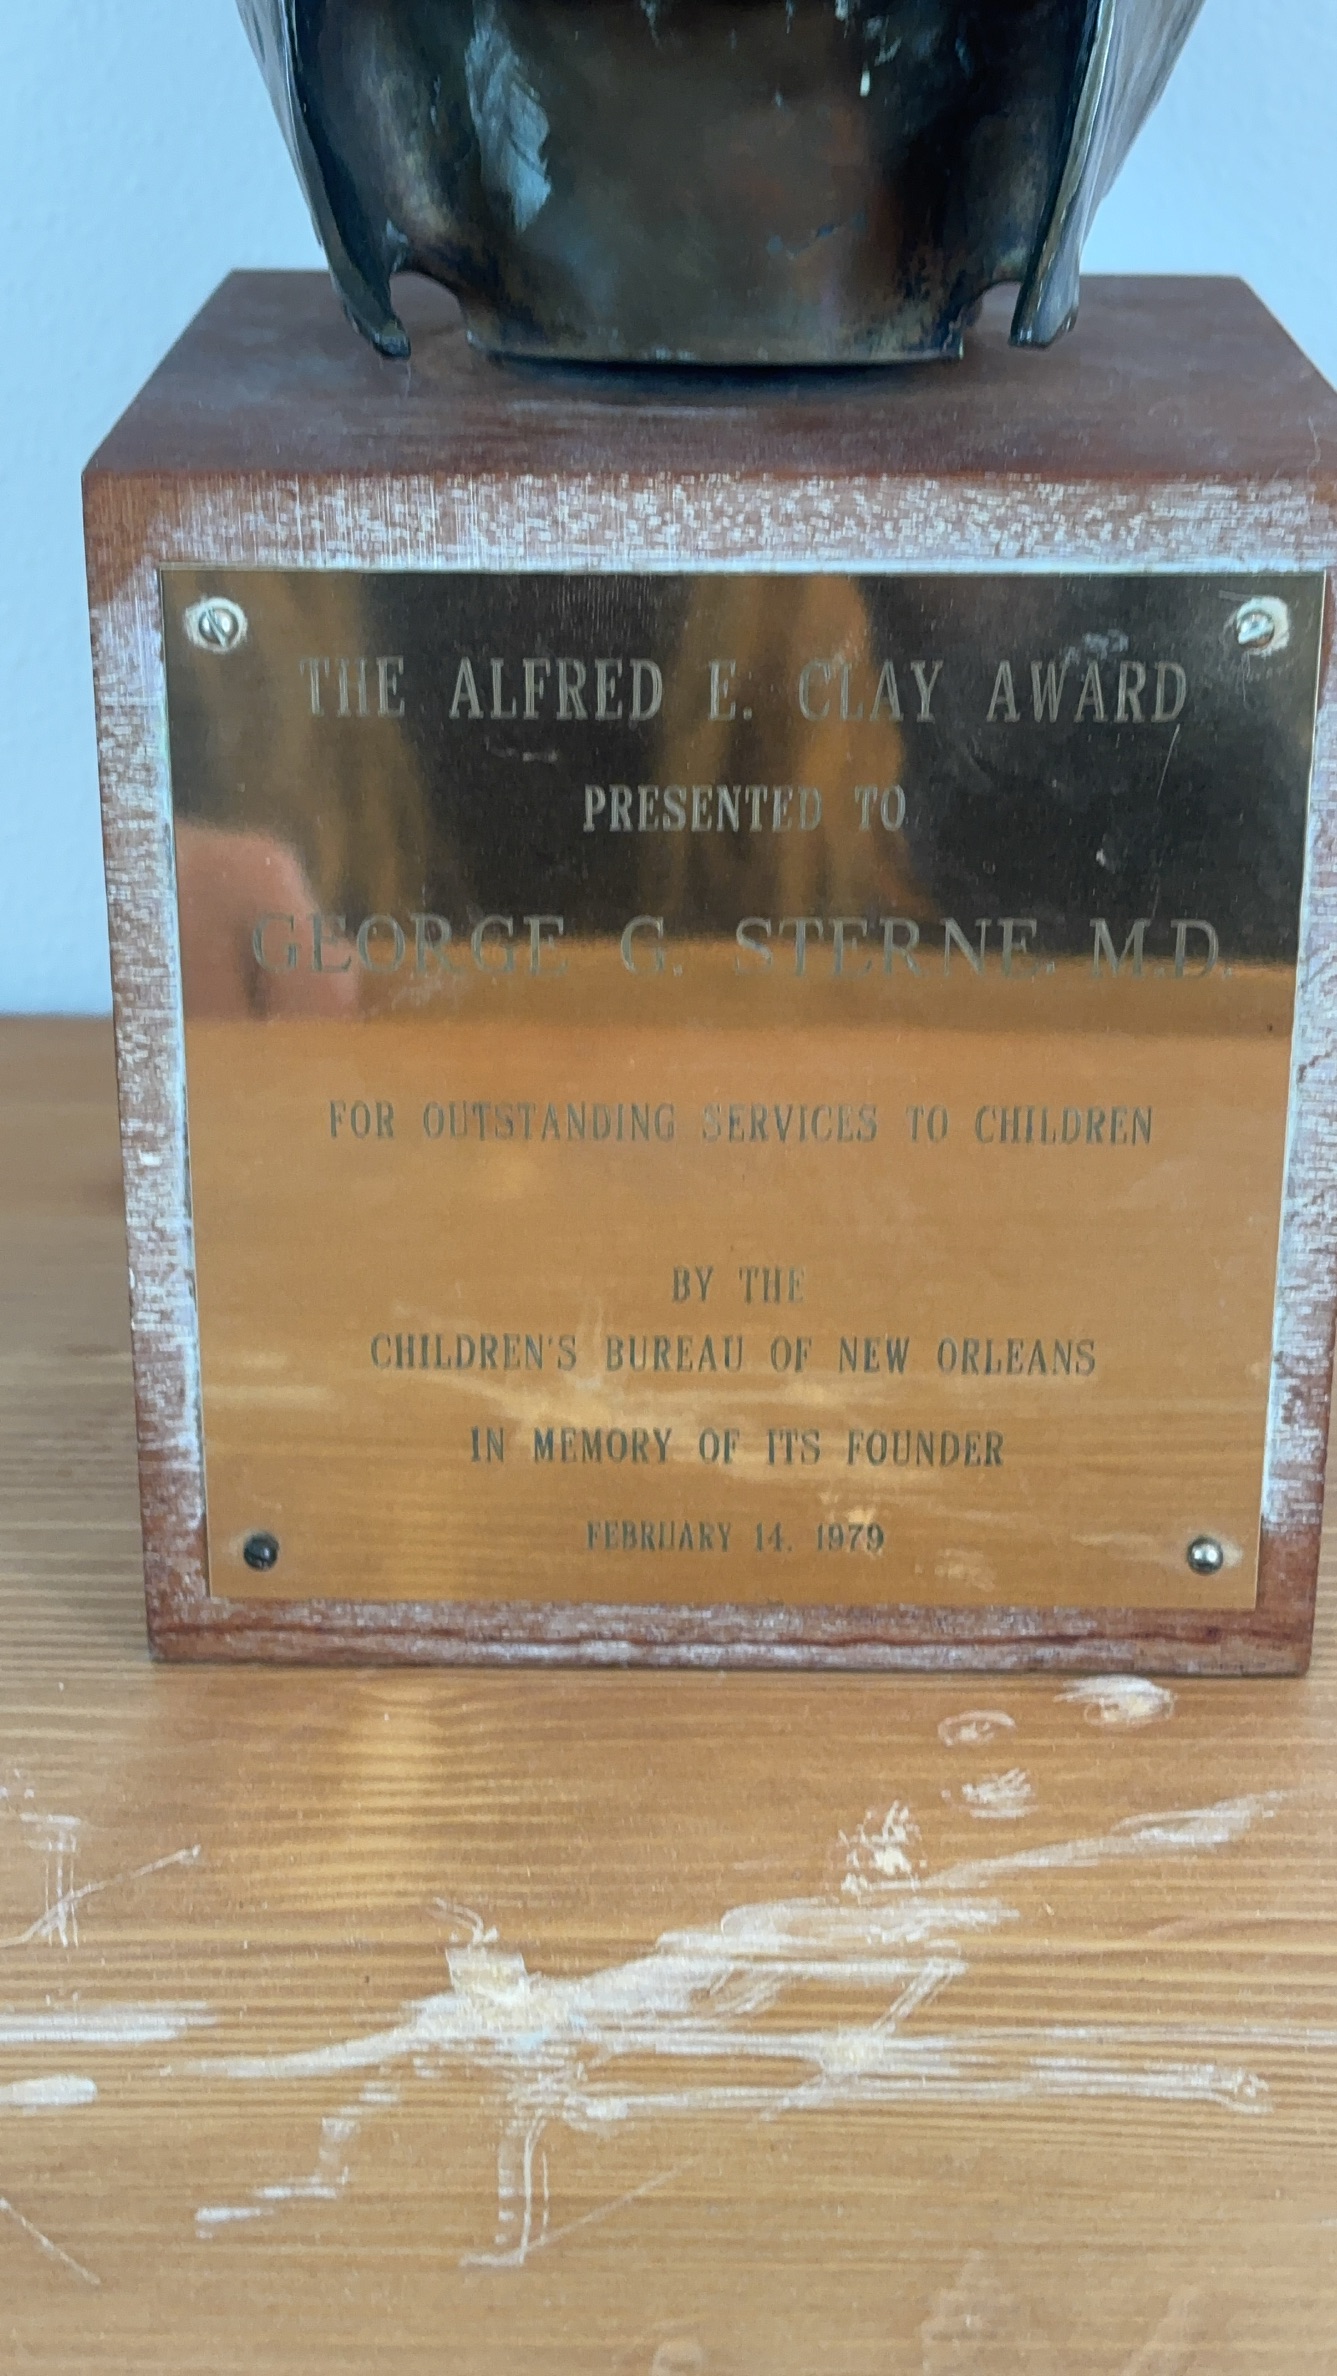 THE ALFRED E. CLAY AWARD
PRESENTED TO
GEORGE G. STERNE, M.D.
FOR OUTSTANDING SERVICES TO CHILDREN
BY THE
CHILDREN'S BUREAU OF NEW ORLEANS
IN MEMORY OF ITS FOUNDER
FEBRUARY 14, 1979